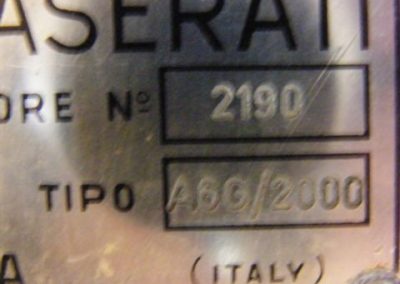 ASERATI
ORE Nº 2190
TIPO A6G/2000
A (ITALY)